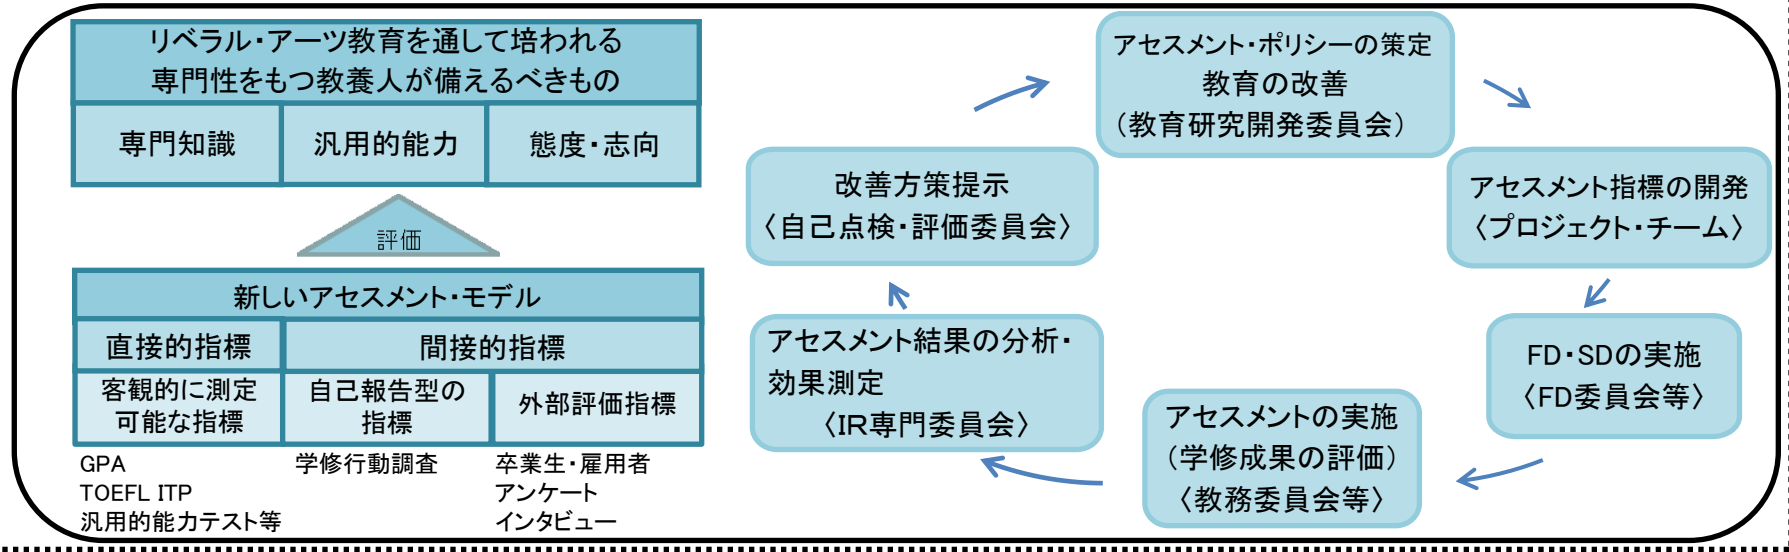 リベラル・アーツ教育を通して培われる
専門性をもつ教養人が備えるべきもの
専門知識
汎用的能力
態度・志向
評価
新しいアセスメント・モデル
直接的指標
間接的指標
客観的に測定
可能な指標
自己報告型の
指標
外部評価指標
GPA
TOEFL ITP
汎用的能力テスト等
学修行動調査
卒業生・雇用者
アンケート
インタビュー
アセスメント・ポリシーの策定
教育の改善
（教育研究開発委員会）
アセスメント指標の開発
〈プロジェクト・チーム〉
FD・SDの実施
〈FD委員会等〉
アセスメントの実施
（学修成果の評価）
〈教務委員会等〉
アセスメント結果の分析・
効果測定
〈IR専門委員会〉
改善方策提示
〈自己点検・評価委員会〉